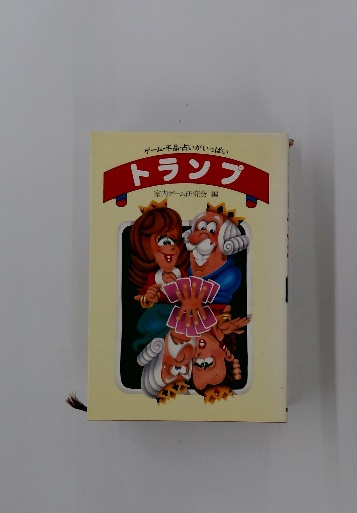 ゲーム・手品・占いがいっぱい
トランプ
室内ゲーム研究会 編